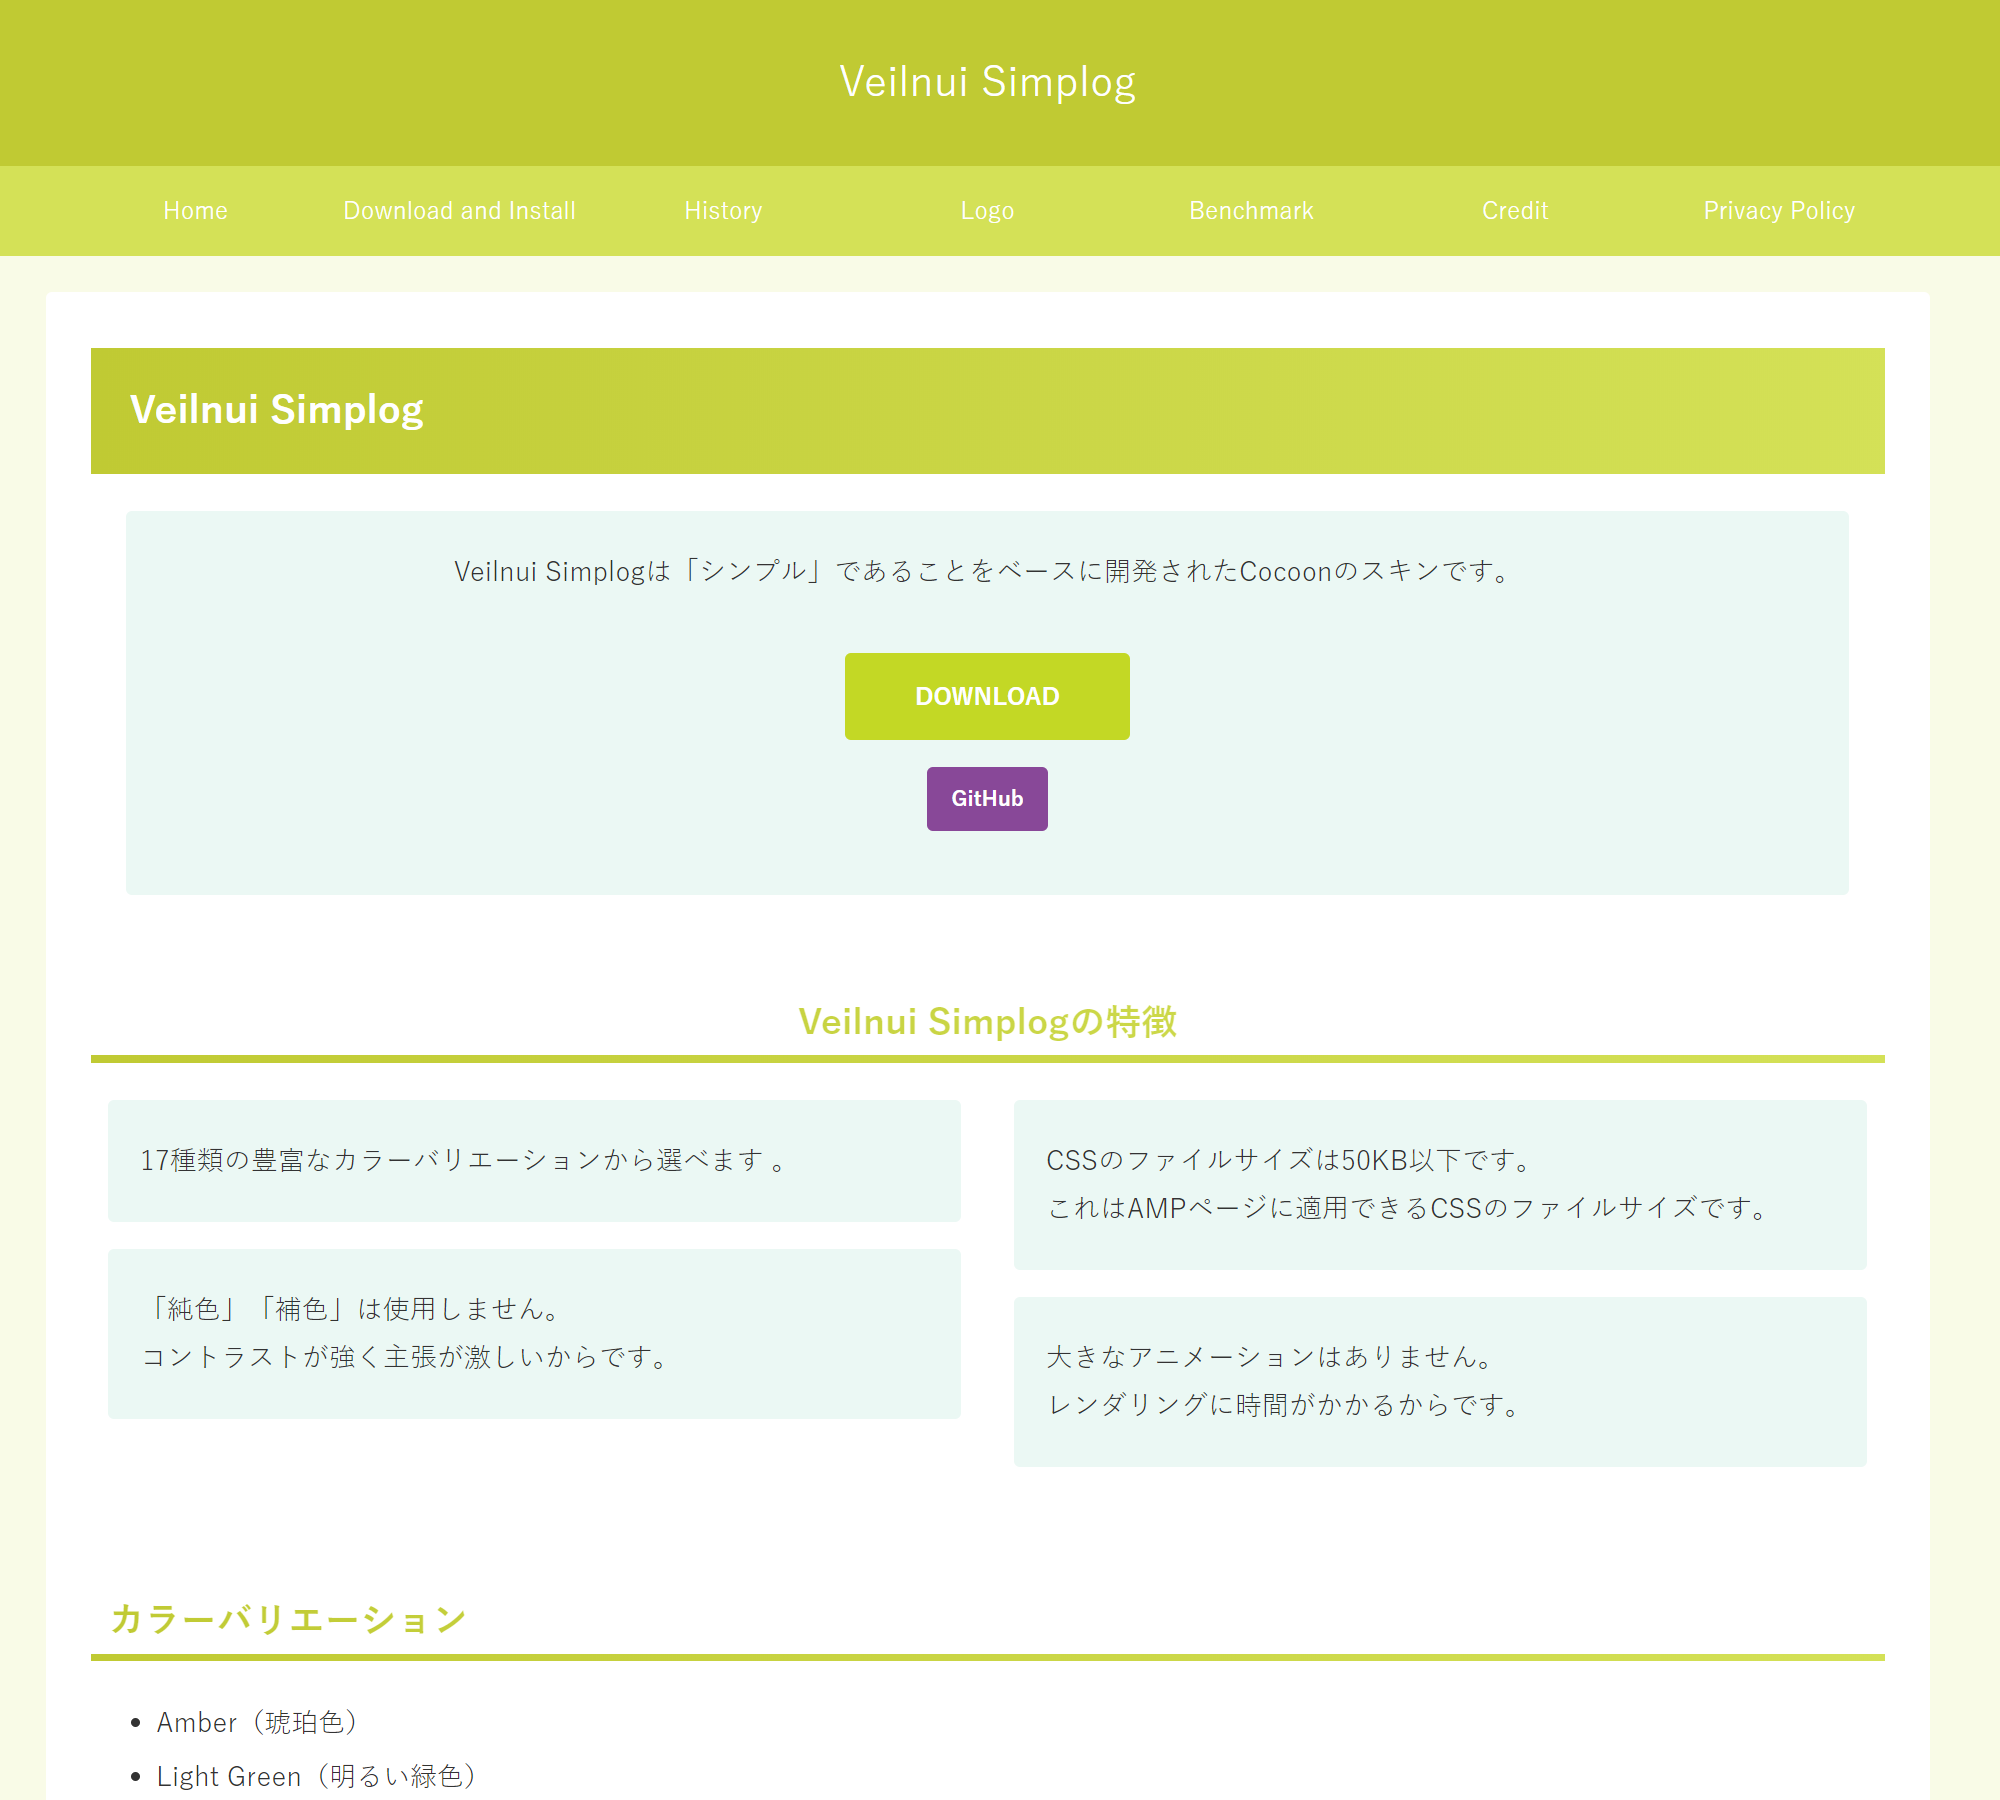 Veilnui Simplog
Home
Download and Install
History
Logo
Benchmark
Credit
Privacy Policy
Veilnui Simplog
Veilnui Simplogは「シンプル」であることをベースに開発されたCocoonのスキンです。
DOWNLOAD
GitHub
Veilnui Simplogの特徴
17種類の豊富なカラーバリエーションから選べます 。
「純色」「補色」は使用しません。
コントラストが強く主張が激しいからです。
CSSのファイルサイズは50KB以下です。
これはAMPページに適用できるCSSのファイルサイズです。
大きなアニメーションはありません。
レンダリングに時間がかかるからです。
カラーバリエーション
Amber（琥珀色）
Light Green（明るい緑色）